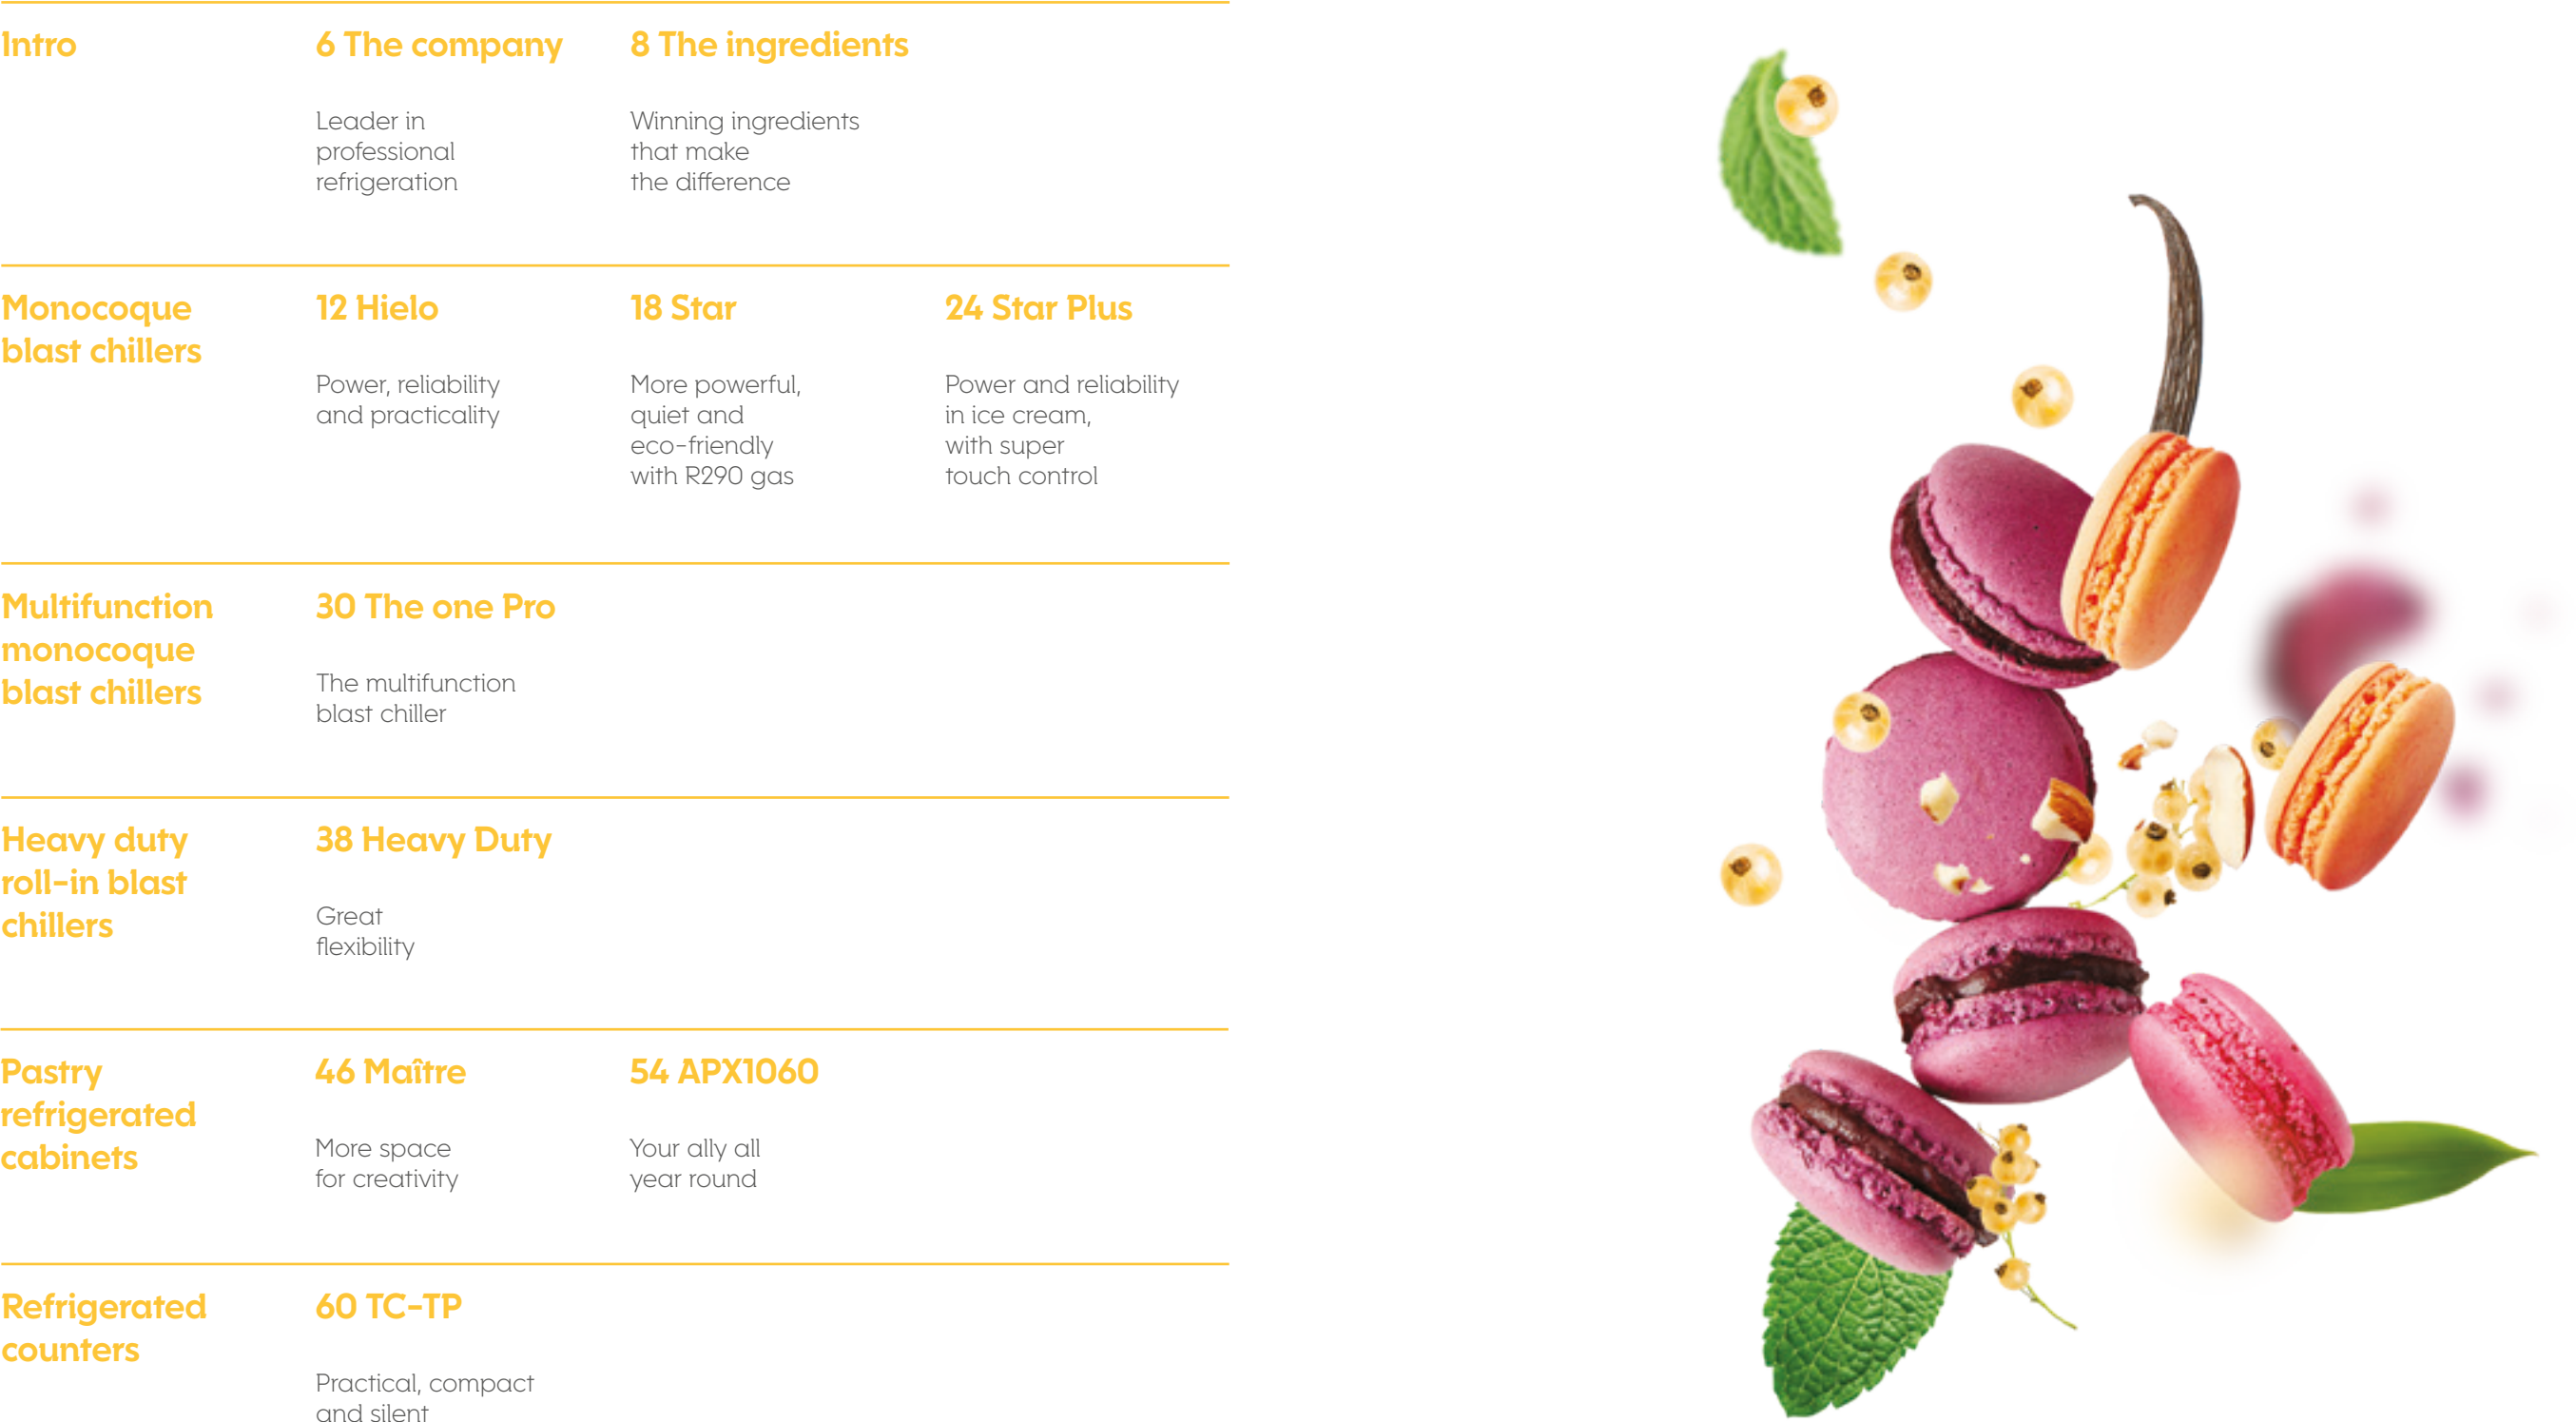 Intro
6 The company
Leader in
professional
refrigeration
8 The ingredients
Winning ingredients
that make
the difference
Monocoque
blast chillers
12 Hielo
Power, reliability
and practicality
18 Star
More powerful,
quiet and
eco-friendly
with R290 gas
24 Star Plus
Power and reliability
in ice cream,
with super
touch control
Multifunction
monocoque
blast chillers
30 The one Pro
The multifunction
blast chiller
Heavy duty
roll-in blast
chillers
38 Heavy Duty
Great
flexibility
Pastry
refrigerated
cabinets
46 Maître
More space
for creativity
54 APX1060
Your ally all
year round
Refrigerated
counters
60 TC-TP
Practical, compact
and silent